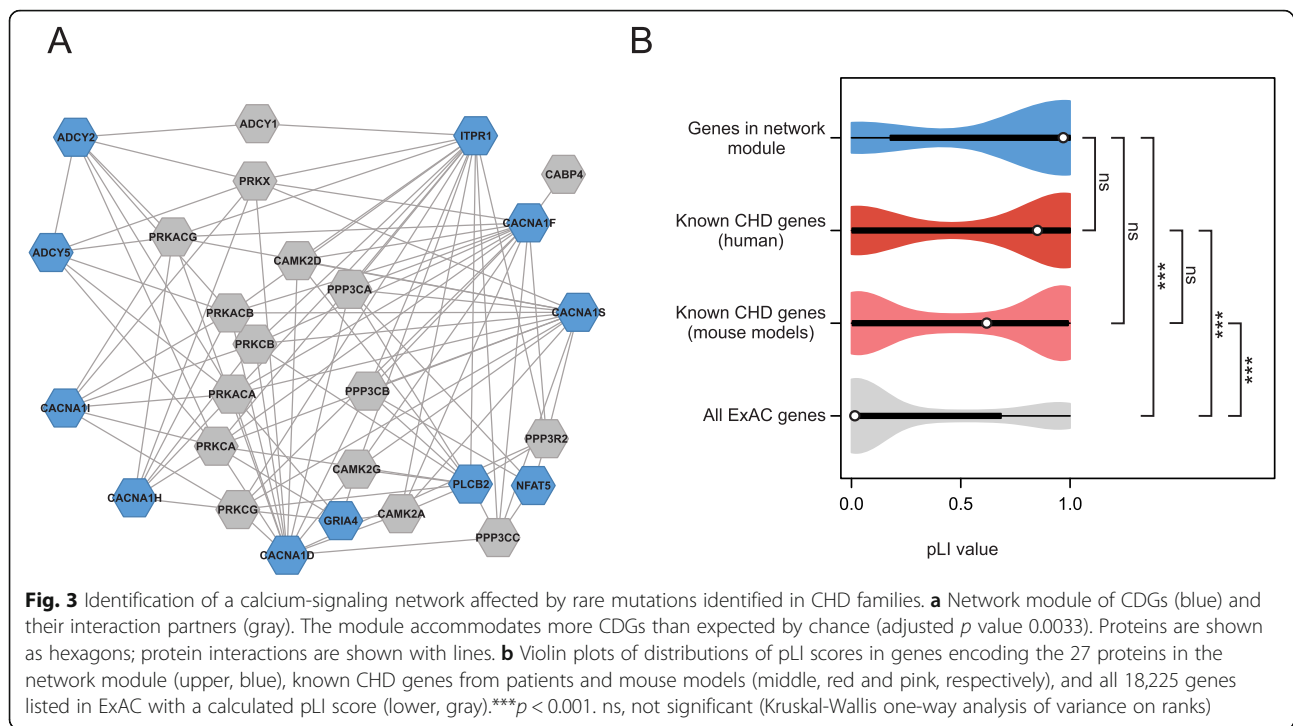 A
B
ADCY1
ADCY2
ITPR1
CABP4
PRKX
CACNA1F
PRKACG
ADCY5
CAMK2D
PPP3CA
PRKACB
CACNA1S
PRKCB
PRKACA
PPP3CB
CACNA1I
PRKCA
PPP3R2
CAMK2G
PLCB2
NFAT5
CACNA1H
PRKCG
GRIA4
CAMK2A
PPP3CC
CACNA1D
Genes in network
module
Known CHD genes
(human)
Known CHD genes
(mouse models)
All ExAC genes
ns
ns
***
ns
***
***
0.0
0.5
1.0
pLI value
Fig. 3 Identification of a calcium-signaling network affected by rare mutations identified in CHD families. a Network module of CDGs (blue) and
their interaction partners (gray). The module accommodates more CDGs than expected by chance (adjusted p value 0.0033). Proteins are shown
as hexagons; protein interactions are shown with lines. b Violin plots of distributions of pLI scores in genes encoding the 27 proteins in the
network module (upper, blue), known CHD genes from patients and mouse models (middle, red and pink, respectively), and all 18,225 genes
listed in ExAC with a calculated pLI score (lower, gray).***p < 0.001. ns, not significant (Kruskal-Wallis one-way analysis of variance on ranks)